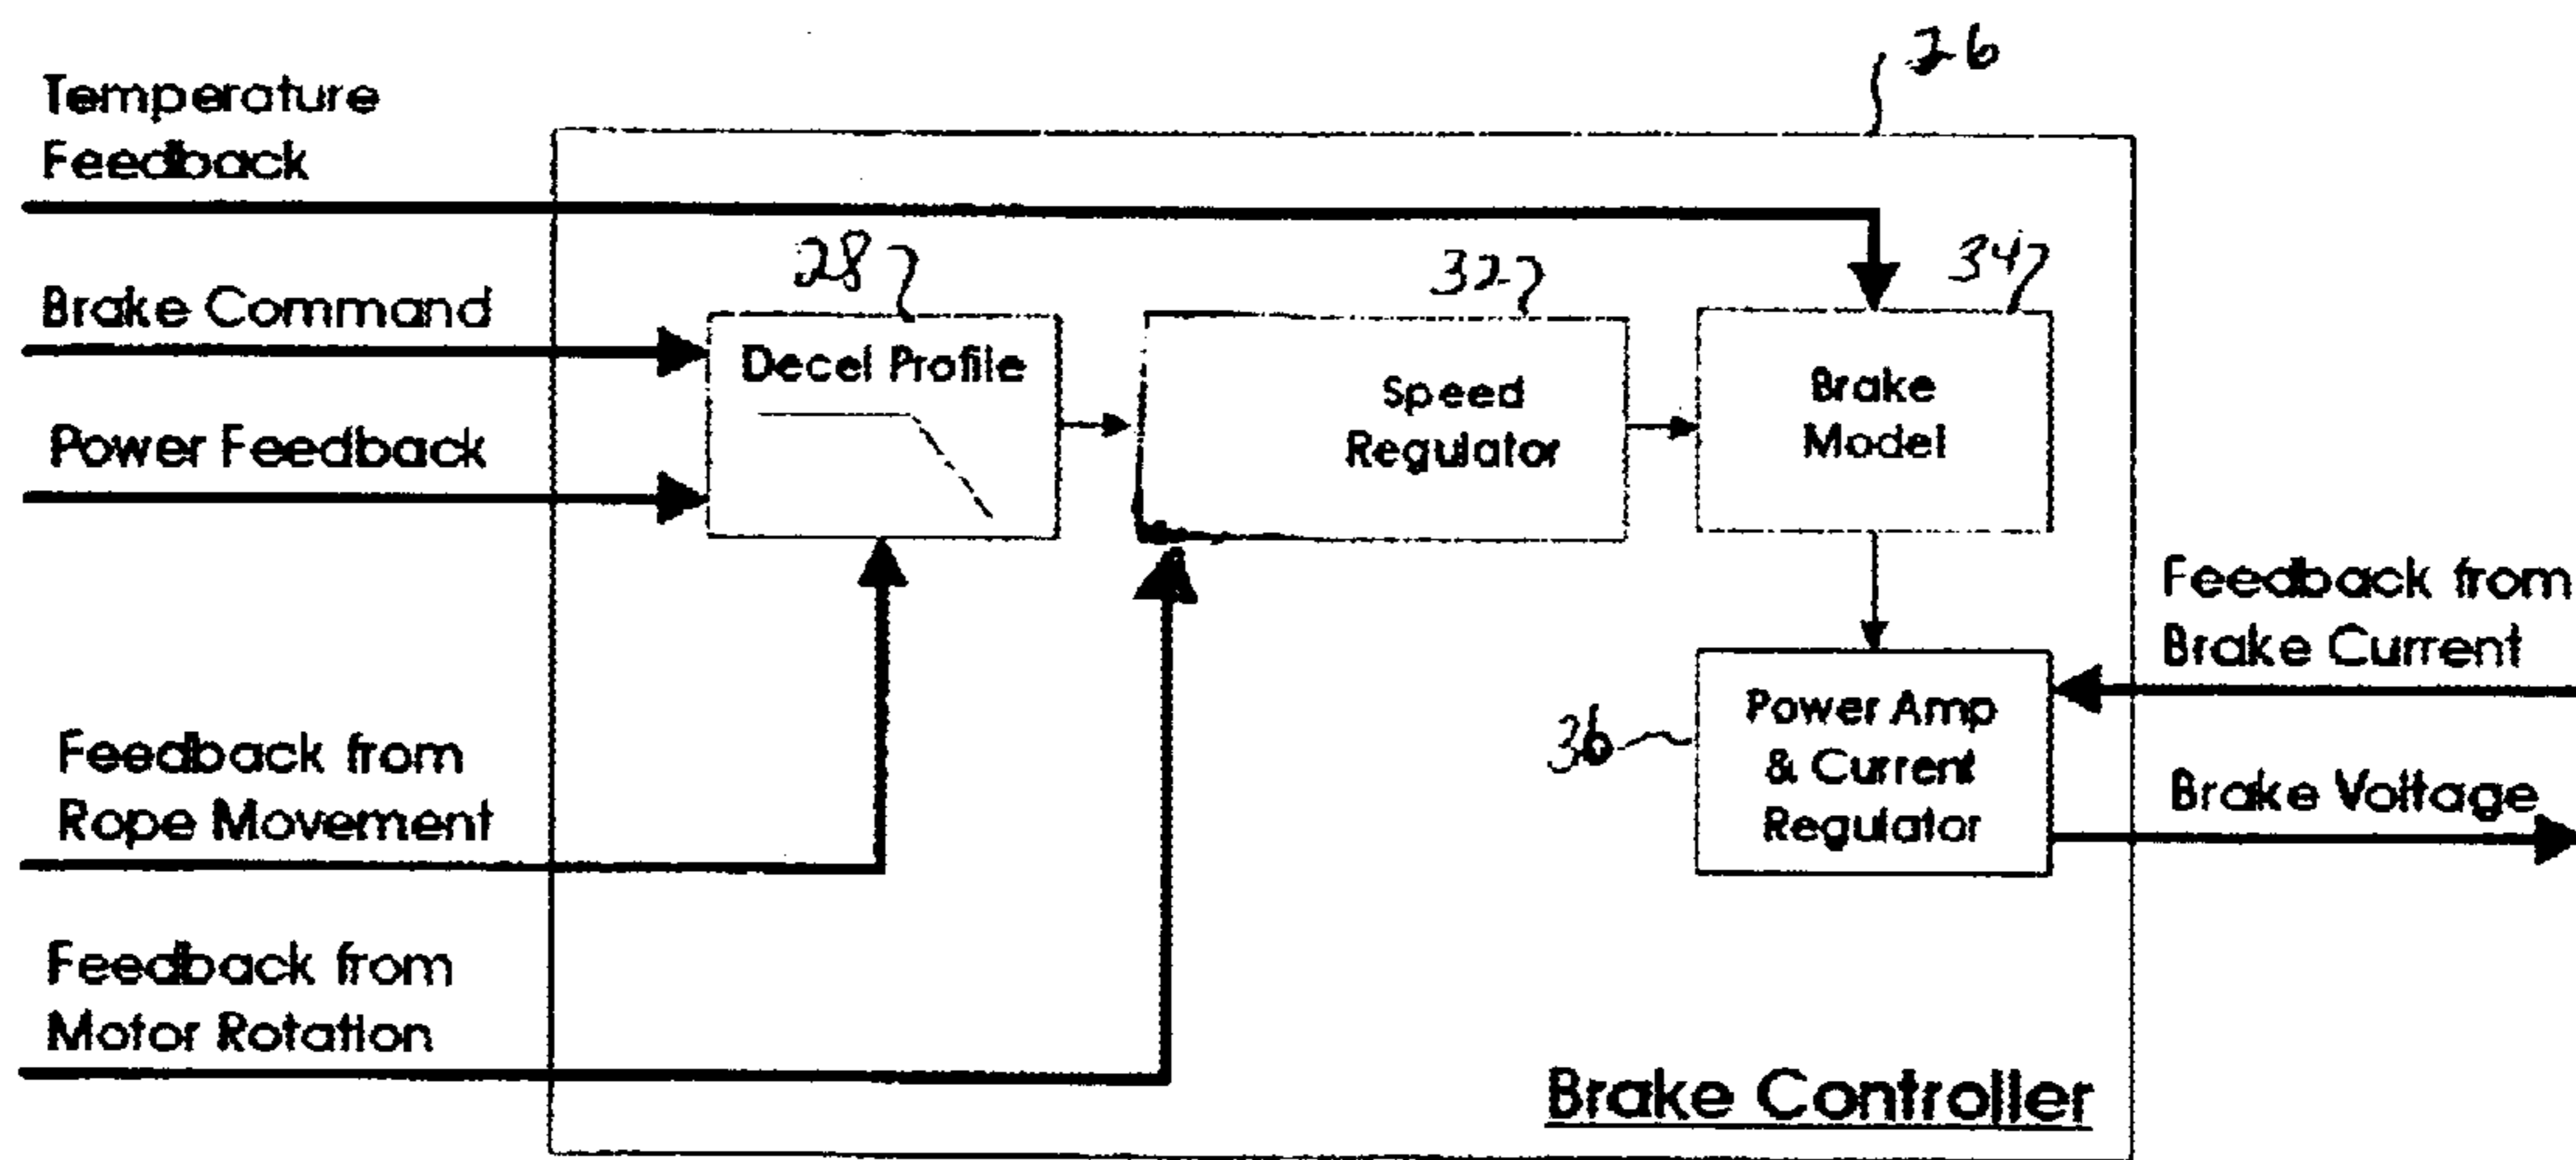 26
Temperature
Feedback
28
32
34
Brake Command
Decel Profile
Speed
Regulator
Brake
Model
Power Feedback
Feedback from
Brake Current
36
Power Amp
& Current
Regulator
Feedback from
Rope Movement
Brake Voltage
Feedback from
Motor Rotation
Brake Controller